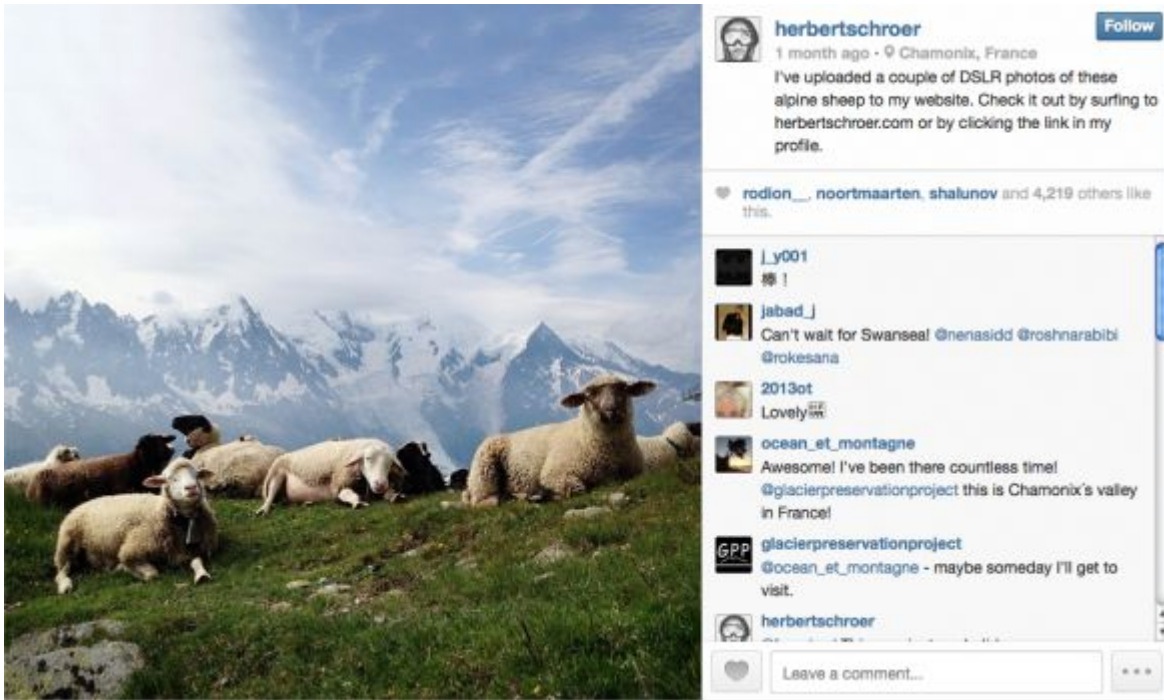 herbertschroer
Follow
1 month ago · Chamonix, France
I've uploaded a couple of DSLR photos of these
alpine sheep to my website. Check it out by surfing to
herbertschroer.com or by clicking the link in my
profile.
rodion__, noortmaarten, shalunov and 4,219 others like
this.
j_y001
棒！
jabad_j
Can't wait for Swansea! @nenasidd @roshnarabibi
@rokesana
2013ot
Lovely
ocean_et_montagne
Awesome! I've been there countless time!
@glacierpreservationproject this is Chamonix´s valley
in France!
GPP
glacierpreservationproject
@ocean_et_montagne - maybe someday I'll get to
visit.
herbertschroer
Leave a comment...